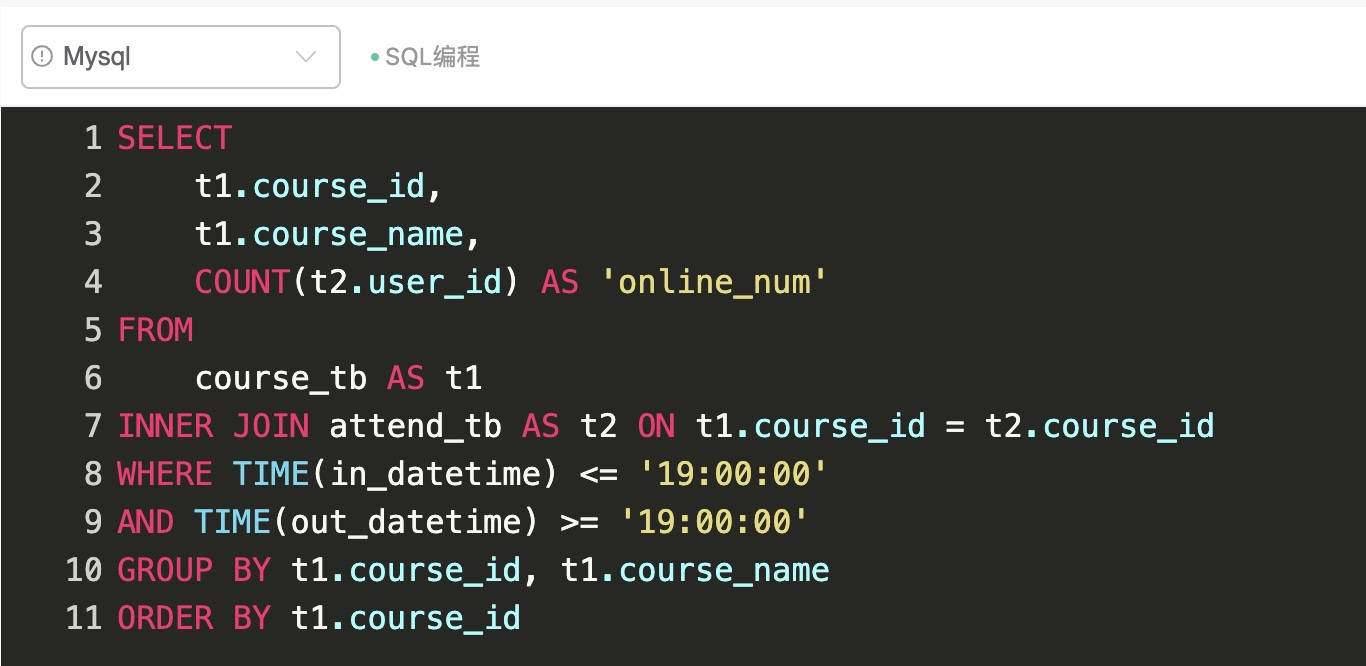 Mysql SQL编程
1 SELECT
2     t1.course_id,
3     t1.course_name,
4     COUNT(t2.user_id) AS 'online_num'
5 FROM
6     course_tb AS t1
7 INNER JOIN attend_tb AS t2 ON t1.course_id = t2.course_id
8 WHERE TIME(in_datetime) <= '19:00:00'
9 AND TIME(out_datetime) >= '19:00:00'
10 GROUP BY t1.course_id, t1.course_name
11 ORDER BY t1.course_id